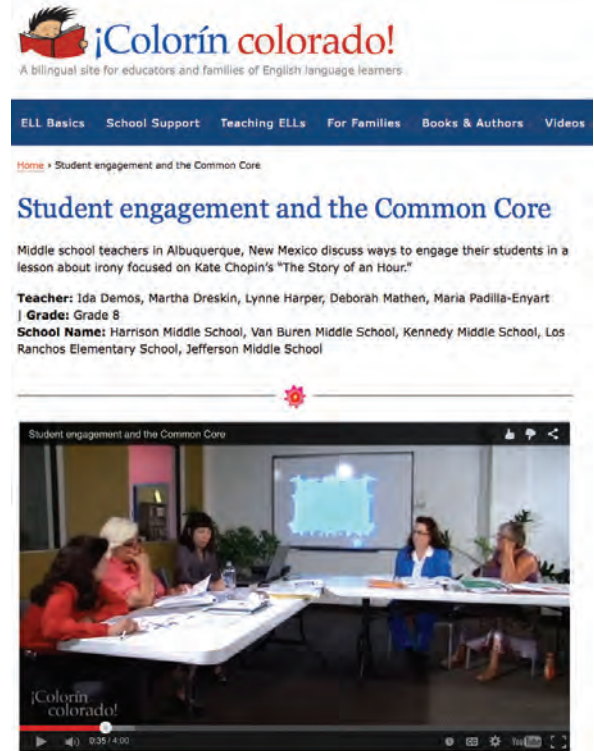 ¡Colorín colorado!
A bilingual site for educators and families of English language learners
ELL Basics School Support Teaching ELLs For Families Books & Authors Videos
Home › Student engagement and the Common Core
Student engagement and the Common Core
Middle school teachers in Albuquerque, New Mexico discuss ways to engage their students in a
lesson about irony focused on Kate Chopin's "The Story of an Hour."
Teacher: Ida Demos, Martha Dreskin, Lynne Harper, Deborah Mathen, Maria Padilla-Enyart
| Grade: Grade 8
School Name: Harrison Middle School, Van Buren Middle School, Kennedy Middle School, Los
Ranchos Elementary School, Jefferson Middle School
Student engagement and the Common Core
¡Colorín
colorado!
0:35 / 4:00
YouTube